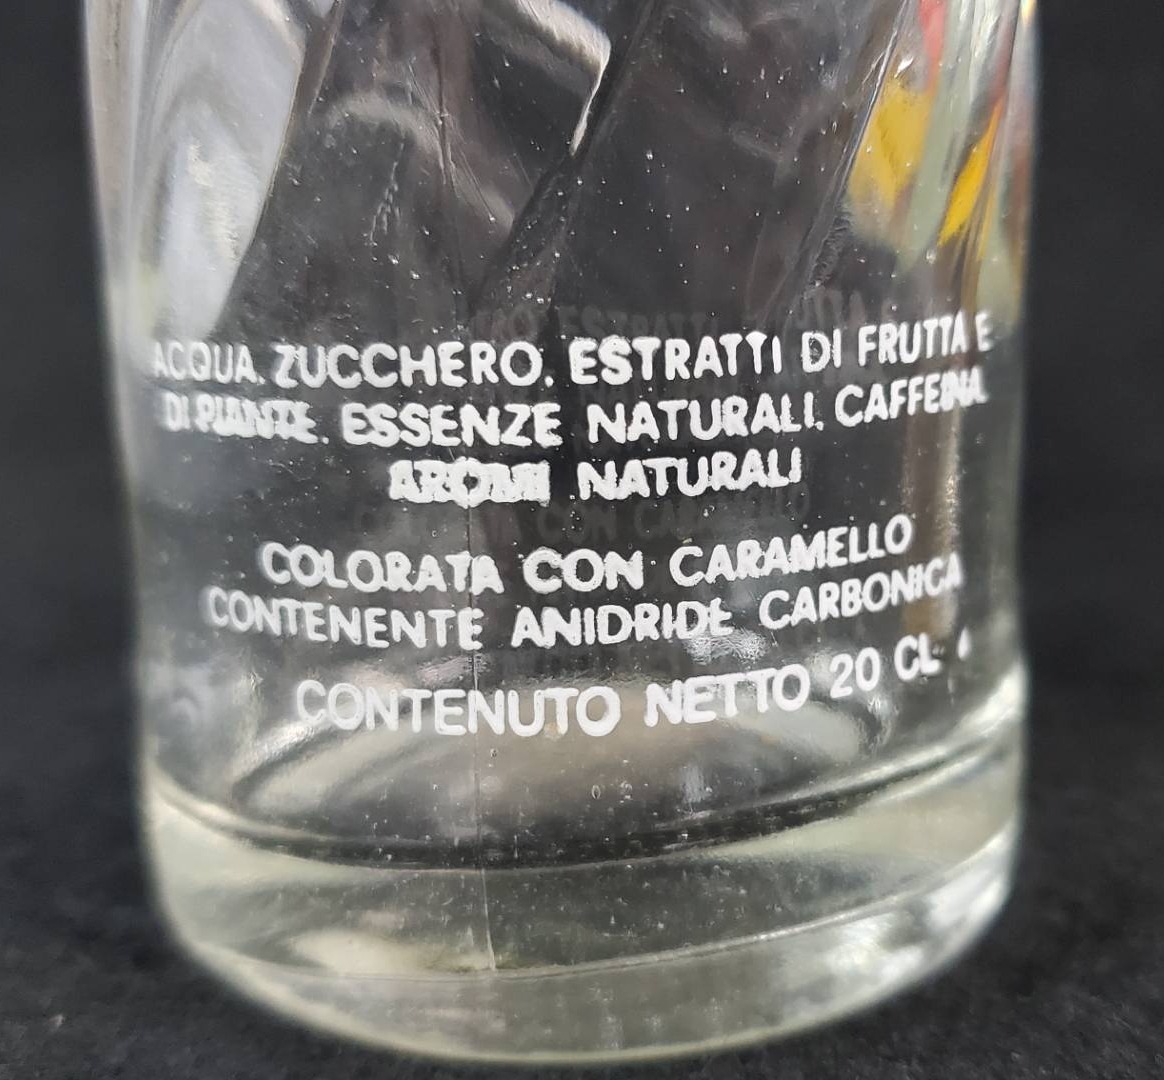 ACQUA, ZUCCHERO, ESTRATTI DI FRUTTA E
DI PIANTE, ESSENZE NATURALI, CAFFEINA
AROMI NATURALI
COLORATA CON CARAMELLO
CONTENENTE ANIDRIDE CARBONICA
CONTENUTO NETTO 20 CL